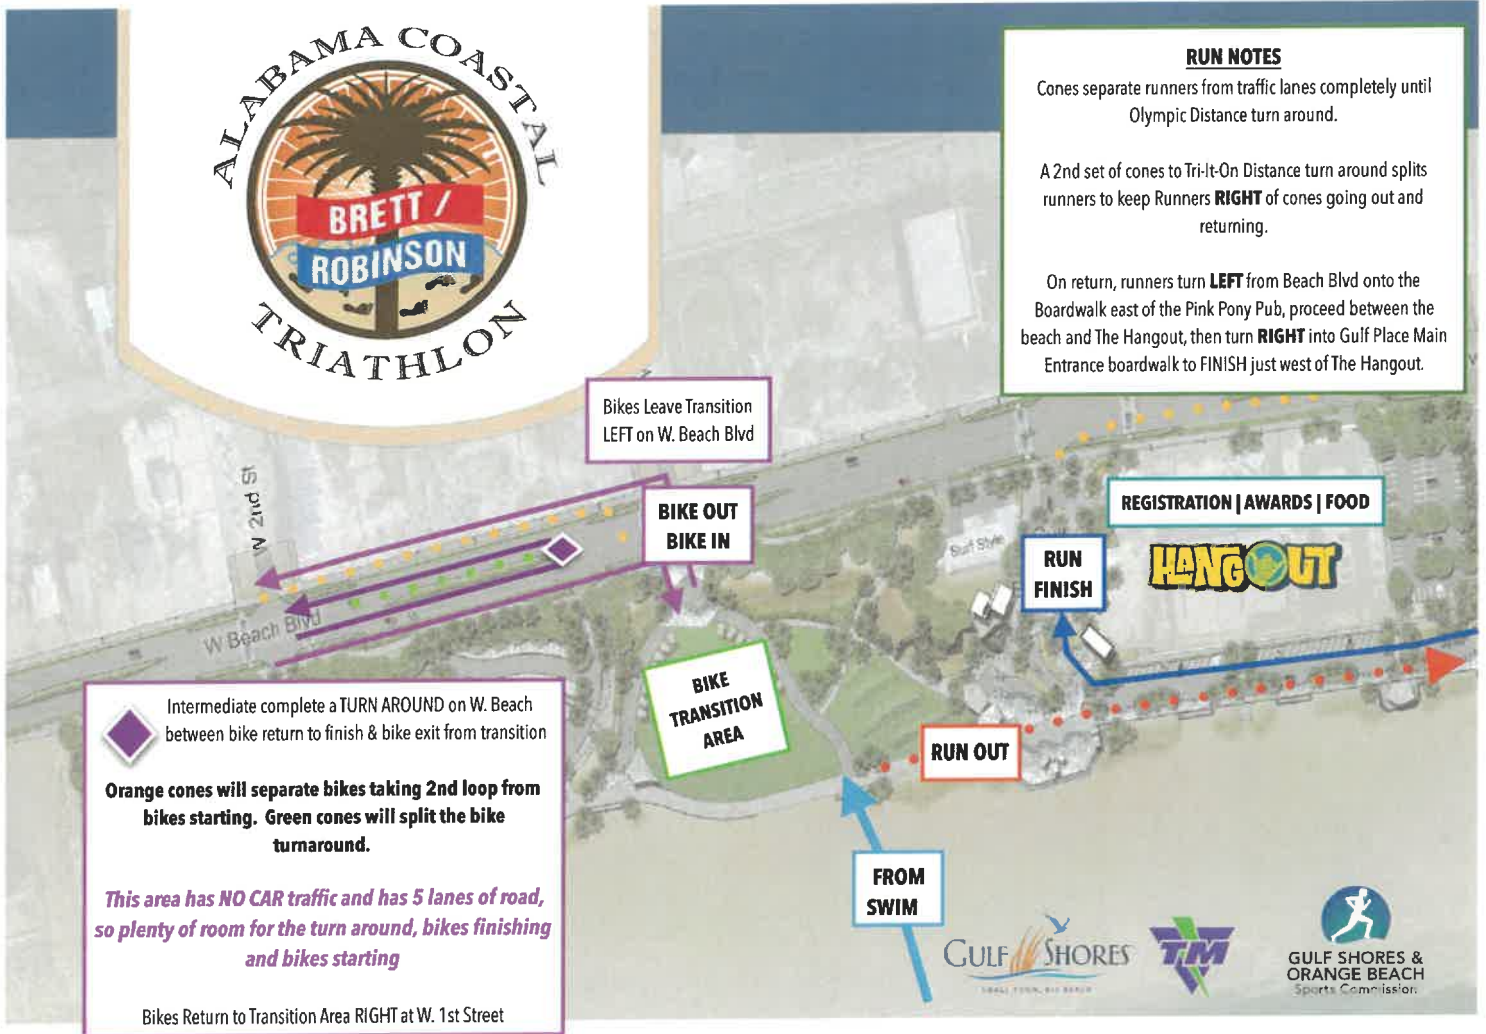 ALABAMA COASTAL
BRETT /
ROBINSON
TRIATHLON
RUN NOTES
Cones separate runners from traffic lanes completely until
Olympic Distance turn around.
A 2nd set of cones to Tri-It-On Distance turn around splits
runners to keep Runners RIGHT of cones going out and
returning.
On return, runners turn LEFT from Beach Blvd onto the
Boardwalk east of the Pink Pony Pub, proceed between the
beach and The Hangout, then turn RIGHT into Gulf Place Main
Entrance boardwalk to FINISH just west of The Hangout.
Bikes Leave Transition
LEFT on W. Beach Blvd
W 2nd St
BIKE OUT
BIKE IN
REGISTRATION | AWARDS | FOOD
HANGOUT
RUN
FINISH
W Beach Blvd
BIKE
TRANSITION
AREA
RUN OUT
Intermediate complete a TURN AROUND on W. Beach
between bike return to finish & bike exit from transition
Orange cones will separate bikes taking 2nd loop from
bikes starting. Green cones will split the bike
turnaround.
This area has NO CAR traffic and has 5 lanes of road,
so plenty of room for the turn around, bikes finishing
and bikes starting
Bikes Return to Transition Area RIGHT at W. 1st Street
FROM
SWIM
GULF SHORES
SMALL TOWN, BIG BEACH
TM
GULF SHORES &
ORANGE BEACH
Sports Commission